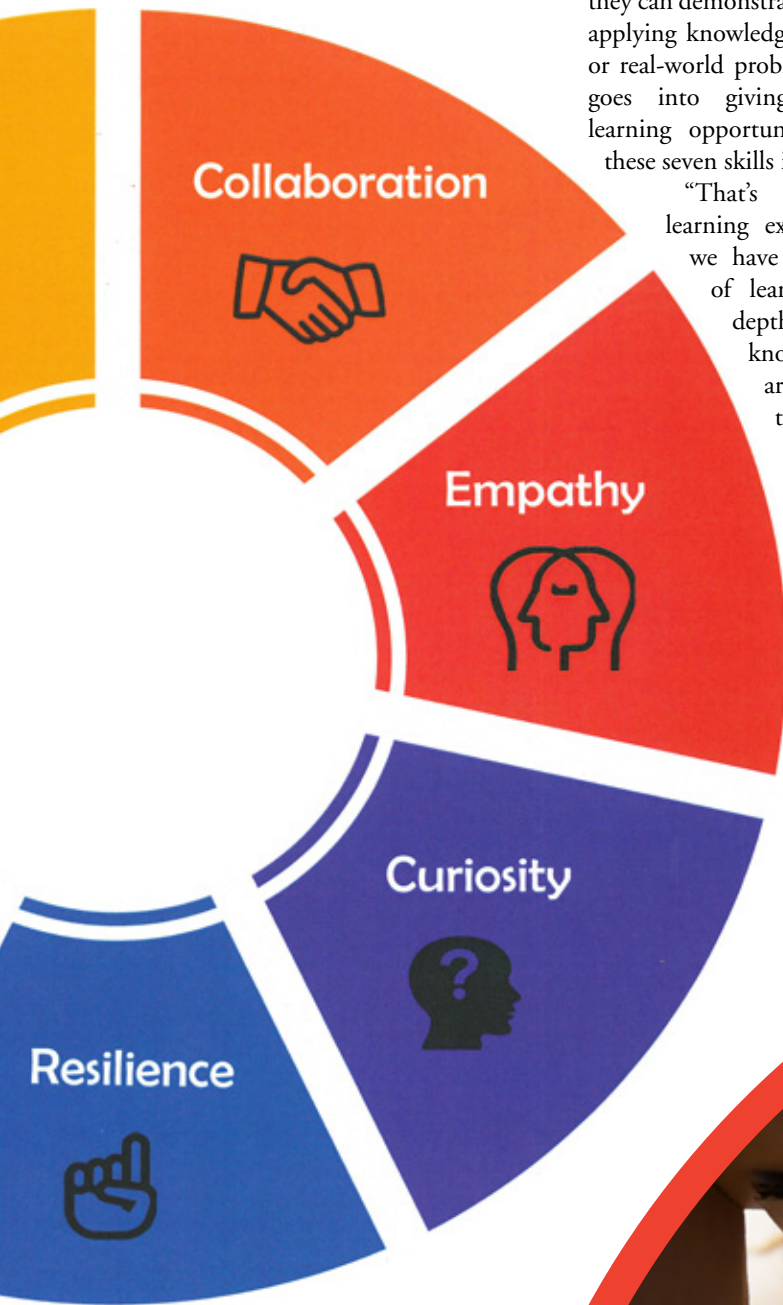 they can demonstra
applying knowledg
or real-world prob
goes into giving
learning opportun
these seven skills i
“That’s
learning ex
we have
of lear
depth
kno
ar
t
Collaboration
Empathy
Curiosity
?
Resilience